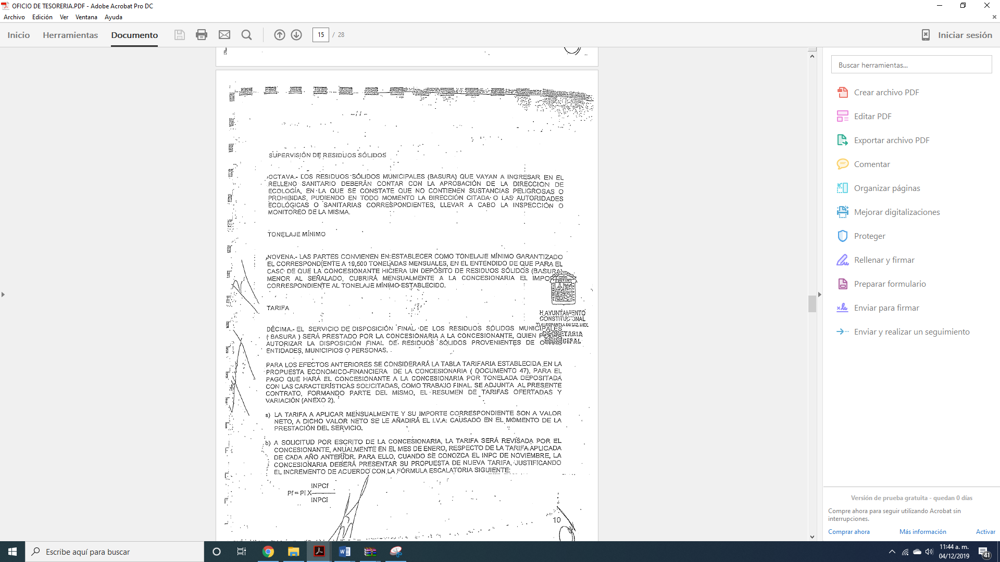 OFICIO DE TESORERIA.PDF - Adobe Acrobat Pro DC
Archivo Edición Ver Ventana Ayuda
Inicio Herramientas Documento 15 / 28 Iniciar sesión
-11-
SUPERVISIÓN DE RESIDUOS SÓLIDOS
OCTAVA.- LOS RESIDUOS SÓLIDOS MUNICIPALES (BASURA) QUE VAYAN A INGRESAR EN EL
RELLENO SANITARIO DEBERÁN CONTAR CON LA APROBACIÓN DE LA DIRECCION DE
ECOLOGÍA, EN LA QUE SE CONSTATE QUE NO CONTIENEN SUSTANCIAS PELIGROSAS O
PROHIBIDAS, PUDIENDO EN TODO MOMENTO LA DIRECCIÓN CITADA O LAS AUTORIDADES
ECOLÓGICAS O SANITARIAS CORRESPONDIENTES, LLEVAR A CABO LA INSPECCIÓN O
MONITOREO DE LA MISMA.
TONELAJE MÍNIMO
NOVENA.- LAS PARTES CONVIENEN EN ESTABLECER COMO TONELAJE MÍNIMO GARANTIZADO
EL CORRESPONDIENTE A 19,500 TONELADAS MENSUALES, EN EL ENTENDIDO DE QUE PARA EL
CASO DE QUE LA CONCESIONANTE HICIERA UN DEPÓSITO DE RESIDUOS SÓLIDOS (BASURA)
MENOR AL SEÑALADO, CUBRIRÁ MENSUALMENTE A LA CONCESIONARIA EL IMPORTE
CORRESPONDIENTE AL TONELAJE MÍNIMO ESTABLECIDO.
TARIFA
H. AYUNTAMIENTO
CONSTITUCIONAL
TLALNEPANTLA DE BAZ, MEX.
SECRETARIA
MUNICIPAL
DÉCIMA.- EL SERVICIO DE DISPOSICIÓN FINAL DE LOS RESIDUOS SÓLIDOS MUNICIPALES
( BASURA ) SERÁ PRESTADO POR LA CONCESIONARIA A LA CONCESIONANTE, QUIEN PODRÁ
AUTORIZAR LA DISPOSICIÓN FINAL DE RESIDUOS SÓLIDOS PROVENIENTES DE OTRAS
ENTIDADES, MUNICIPIOS O PERSONAS.
PARA LOS EFECTOS ANTERIORES SE CONSIDERARÁ LA TABLA TARIFARIA ESTABLECIDA EN LA
PROPUESTA ECONOMICO-FINANCIERA DE LA CONCESIONARIA ( DOCUMENTO 47), PARA EL
PAGO QUE HARÁ EL CONCESIONANTE A LA CONCESIONARIA POR TONELADA DEPOSITADA
CON LAS CARACTERÍSTICAS SOLICITADAS, COMO TRABAJO FINAL. SE ADJUNTA AL PRESENTE
CONTRATO, FORMANDO PARTE DEL MISMO, EL RESUMEN DE TARIFAS OFERTADAS Y
VARIACIÓN (ANEXO 2).
a) LA TARIFA A APLICAR MENSUALMENTE Y SU IMPORTE CORRESPONDIENTE SON A VALOR
NETO, A DICHO VALOR NETO SE LE AÑADIRÁ EL I.V.A. CAUSADO EN EL MOMENTO DE LA
PRESTACIÓN DEL SERVICIO.
b) A SOLICITUD POR ESCRITO DE LA CONCESIONARIA, LA TARIFA SERÁ REVISADA POR EL
CONCESIONANTE, ANUALMENTE EN EL MES DE ENERO, RESPECTO DE LA TARIFA APLICADA
DE CADA AÑO ANTERIOR. PARA ELLO, CUANDO SE CONOZCA EL INPC DE NOVIEMBRE, LA
CONCESIONARIA DEBERÁ PRESENTAR SU PROPUESTA DE NUEVA TARIFA, JUSTIFICANDO
EL INCREMENTO DE ACUERDO CON LA FÓRMULA ESCALATORIA SIGUIENTE:
INPCf
Pf = Pi X
INPCi
10
Buscar herramientas...
Crear archivo PDF
Editar PDF
Exportar archivo PDF
Comentar
Organizar páginas
Mejorar digitalizaciones
Proteger
Rellenar y firmar
Preparar formulario
Enviar para firmar
Enviar y realizar un seguimiento
Versión de prueba gratuita - quedan 0 días
Compre ahora para seguir utilizando Acrobat sin
interrupciones.
Comprar ahora Más información Activar
Escribe aquí para buscar
11:44 a. m.
04/12/2019
41